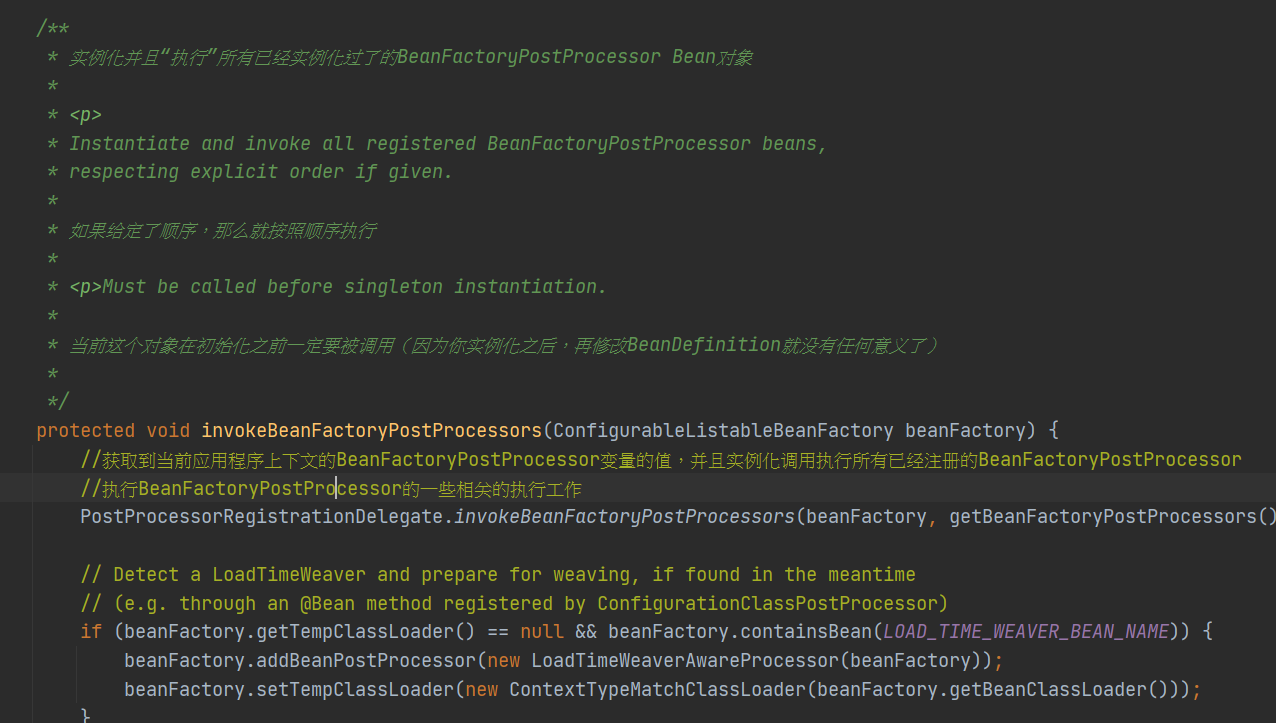 /**
* 实例化并且“执行”所有已经实例化过了的BeanFactoryPostProcessor Bean对象
*
* <p>
* Instantiate and invoke all registered BeanFactoryPostProcessor beans,
* respecting explicit order if given.
*
* 如果给定了顺序，那么就按照顺序执行
*
* <p>Must be called before singleton instantiation.
*
* 当前这个对象在初始化之前一定要被调用（因为你实例化之后，再修改BeanDefinition就没有任何意义了）
*
*/
protected void invokeBeanFactoryPostProcessors(ConfigurableListableBeanFactory beanFactory) {
//获取到当前应用程序上下文的BeanFactoryPostProcessor变量的值，并且实例化调用执行所有已经注册的BeanFactoryPostProcessor
//执行BeanFactoryPostProcessor的一些相关的执行工作
PostProcessorRegistrationDelegate.invokeBeanFactoryPostProcessors(beanFactory, getBeanFactoryPostProcessors()
// Detect a LoadTimeWeaver and prepare for weaving, if found in the meantime
// (e.g. through an @Bean method registered by ConfigurationClassPostProcessor)
if (beanFactory.getTempClassLoader() == null && beanFactory.containsBean(LOAD_TIME_WEAVER_BEAN_NAME)) {
beanFactory.addBeanPostProcessor(new LoadTimeWeaverAwareProcessor(beanFactory));
beanFactory.setTempClassLoader(new ContextTypeMatchClassLoader(beanFactory.getBeanClassLoader()));
}